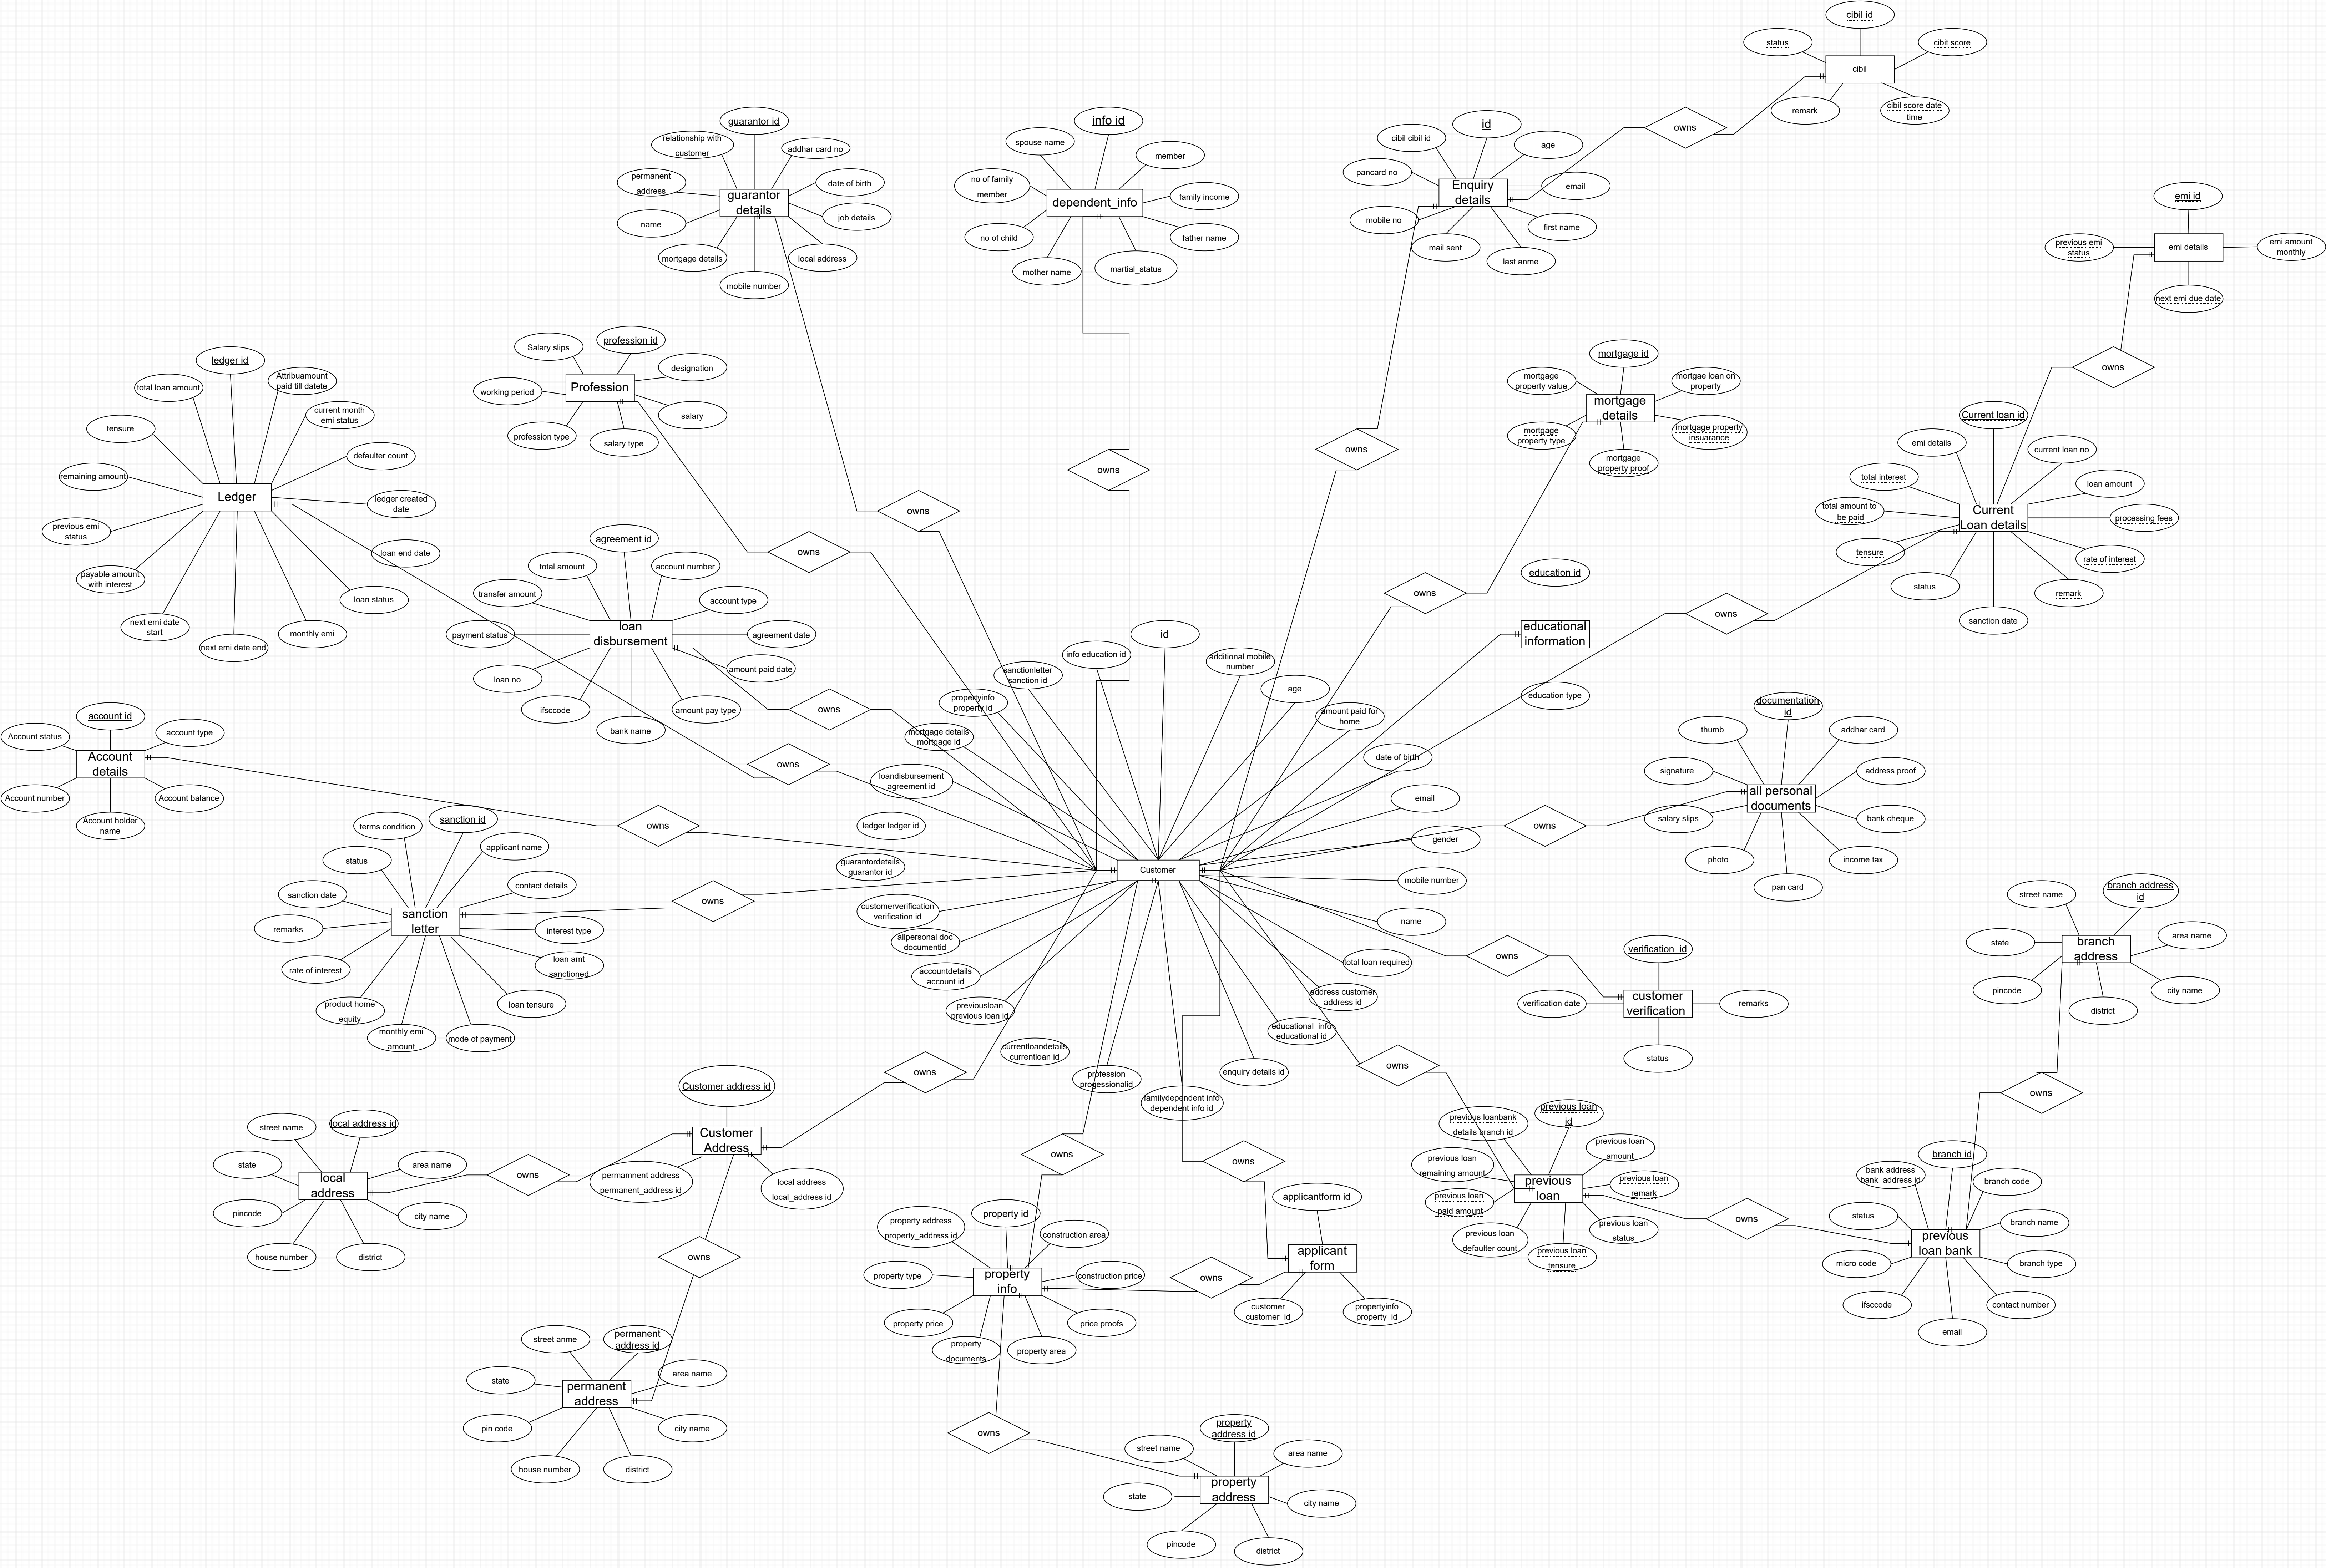 cibil id
status
cibit score
cibil
remark
cibil score date
time
owns
guarantor id
relationship with
customer
addhar card no
permanent
address
date of birth
guarantor
details
name
job details
mortgage details
local address
mobile number
info id
spouse name
member
no of family
member
family income
dependent_info
no of child
father name
mother name
martial_status
id
cibil cibil id
age
pancard no
email
Enquiry
details
mobile no
first name
mail sent
last anme
emi id
previous emi
status
emi details
emi amount
monthly
next emi due date
owns
Salary slips
profession id
designation
Profession
working period
salary
profession type
salary type
ledger id
total loan amount
Attribuamount
paid till datete
current month
emi status
tensure
defaulter count
remaining amount
Ledger
ledger created
date
previous emi
status
loan end date
payable amount
with interest
loan status
next emi date
start
monthly emi
next emi date end
mortgage id
mortgage
property value
mortgae loan on
property
mortgage
details
mortgage
property type
mortgage property
insuarance
mortgage
property proof
Current loan id
emi details
current loan no
total interest
loan amount
total amount to
be paid
Current
Loan details
processing fees
tensure
rate of interest
status
remark
sanction date
owns
owns
owns
owns
owns
owns
agreement id
total amount
account number
transfer amount
account type
payment status
loan
disbursement
agreement date
amount paid date
loan no
ifsccode
amount pay type
bank name
owns
owns
education id
educational
information
education type
id
info education id
additional mobile
number
sanctionletter
sanction id
age
propertyinfo
property id
amount paid for
home
mortgage details
mortgage id
date of birth
loandisbursement
agreement id
email
ledger ledger id
gender
guarantordetails
guarantor id
Customer
mobile number
customerverification
verification id
name
allpersonal doc
documentid
total loan required
accountdetails
account id
address customer
address id
previousloan
previous loan id
educational  info
educational id
currentloandetails
currentloan id
enquiry details id
profession
progessionalid
familydependent info
dependent info id
account id
Account status
account type
Account
details
Account number
Account balance
Account holder
name
owns
sanction id
terms condition
applicant name
status
contact details
sanction date
sanction
letter
remarks
interest type
rate of interest
loan amt
sanctioned
product home
equity
loan tensure
monthly emi
amount
mode of payment
owns
documentation
id
thumb
addhar card
signature
address proof
all personal
documents
salary slips
bank cheque
photo
income tax
pan card
owns
verification_id
verification date
customer
verification
remarks
status
owns
branch address
id
street name
area name
state
branch
address
pincode
city name
district
owns
owns
owns
Customer address id
Customer
Address
permamnent address
permanent_address id
local address
local_address id
owns
owns
local address id
street name
area name
state
local
address
pincode
city name
house number
district
permanent
address id
street anme
area name
state
permanent
address
pin code
city name
house number
district
owns
owns
property id
property address
property_address id
construction area
property type
property
info
construction price
property price
price proofs
property
documents
property area
owns
applicantform id
applicant
form
customer
customer_id
propertyinfo
property_id
previous loanbank
details branch id
previous loan
id
previous loan
amount
previous loan
remaining amount
previous
loan
previous loan
remark
previous loan
paid amount
previous loan
status
previous loan
defaulter count
previous loan
tensure
owns
branch id
bank address
bank_address id
branch code
status
branch name
previous
loan bank
micro code
branch type
ifsccode
contact number
email
owns
property
address id
street name
area name
state
property
address
city name
pincode
district